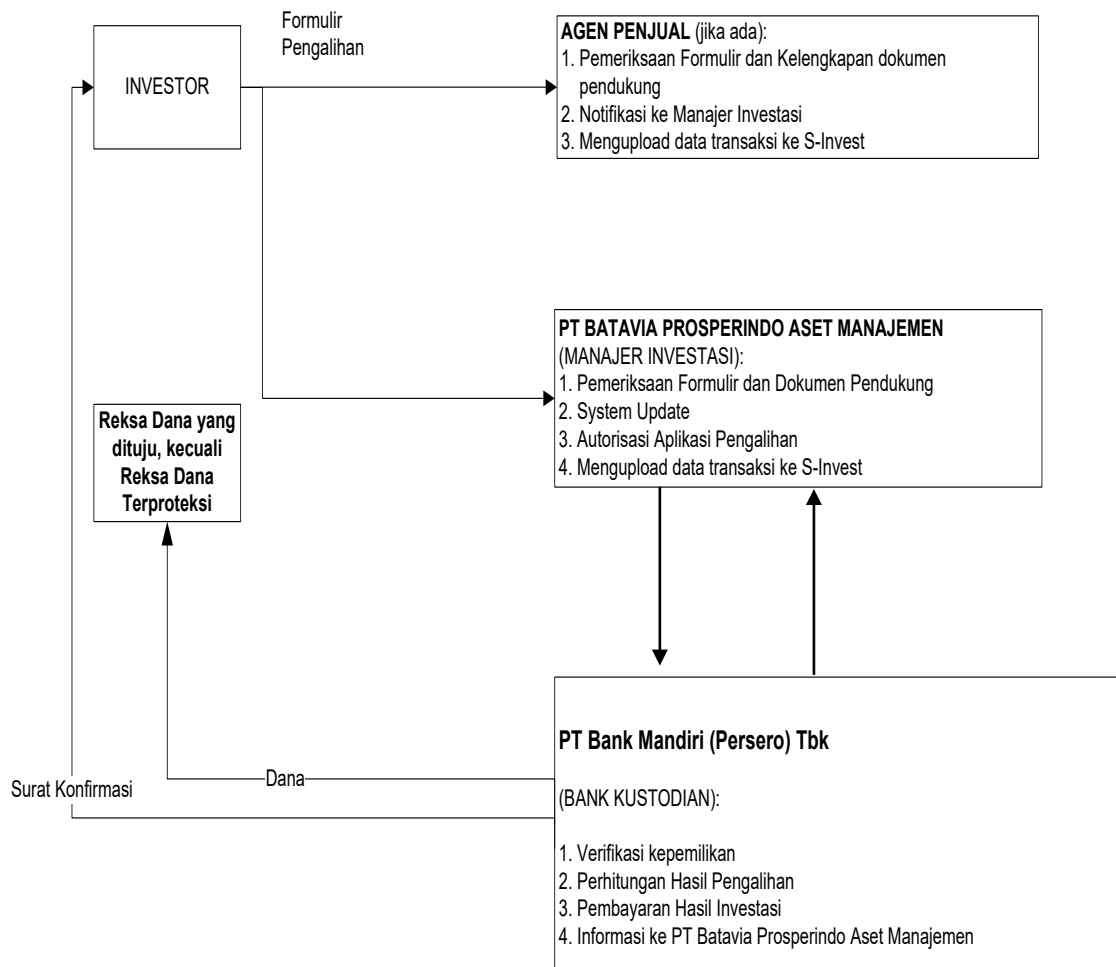 Formulir
Pengalihan
INVESTOR
AGEN PENJUAL (jika ada):
1. Pemeriksaan Formulir dan Kelengkapan dokumen
pendukung
2. Notifikasi ke Manajer Investasi
3. Mengupload data transaksi ke S-Invest
PT BATAVIA PROSPERINDO ASET MANAJEMEN
(MANAJER INVESTASI):
1. Pemeriksaan Formulir dan Dokumen Pendukung
2. System Update
3. Autorisasi Aplikasi Pengalihan
4. Mengupload data transaksi ke S-Invest
Reksa Dana yang
dituju, kecuali
Reksa Dana
Terproteksi
Surat Konfirmasi
Dana
PT Bank Mandiri (Persero) Tbk
(BANK KUSTODIAN):
1. Verifikasi kepemilikan
2. Perhitungan Hasil Pengalihan
3. Pembayaran Hasil Investasi
4. Informasi ke PT Batavia Prosperindo Aset Manajemen